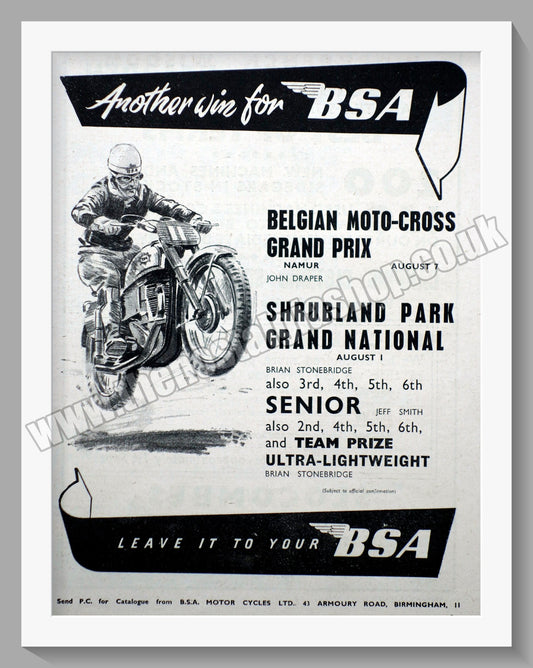 Another win for BSA
BELGIAN MOTO-CROSS
GRAND PRIX
NAMUR AUGUST 7
JOHN DRAPER
SHRUBLAND PARK
GRAND NATIONAL
AUGUST 1
BRIAN STONEBRIDGE
also 3rd, 4th, 5th, 6th
SENIOR JEFF SMITH
also 2nd, 4th, 5th, 6th,
and TEAM PRIZE
ULTRA-LIGHTWEIGHT
BRIAN STONEBRIDGE
(Subject to official confirmation)
LEAVE IT TO YOUR BSA
Send P.C. for Catalogue from B.S.A. MOTOR CYCLES LTD. 43 ARMOURY ROAD, BIRMINGHAM, 11